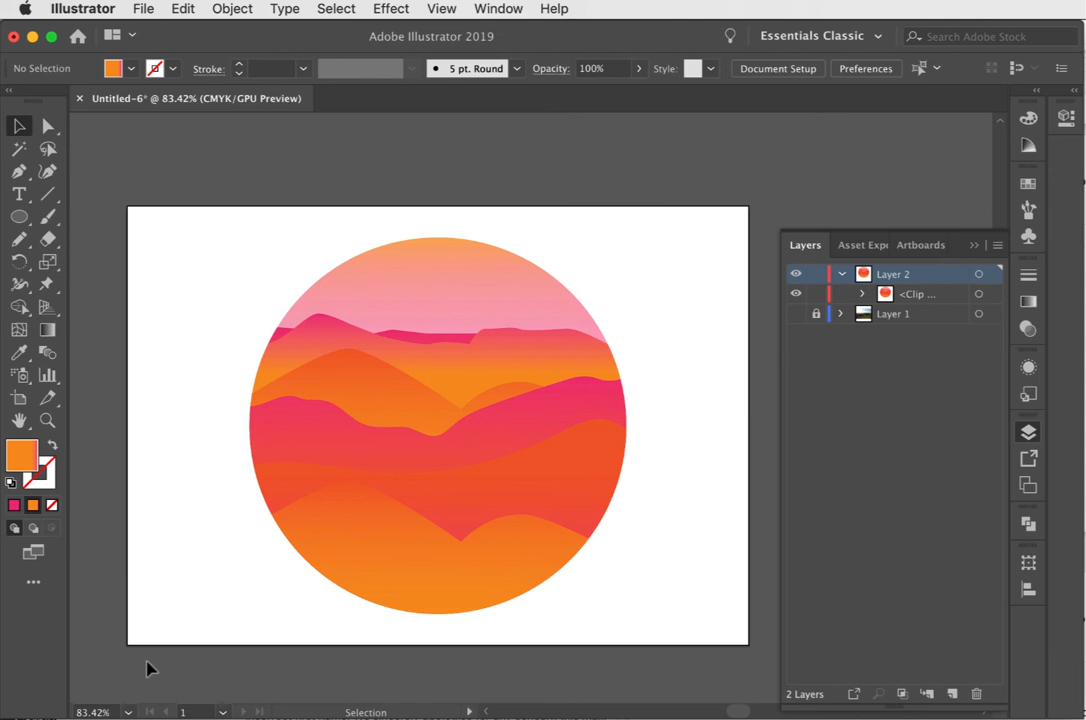 Illustrator File Edit Object Type Select Effect View Window Help
Adobe Illustrator 2019 Essentials Classic Search Adobe Stock
No Selection Stroke: 5 pt. Round Opacity: 100% Style: Document Setup Preferences
Untitled-6* @ 83.42% (CMYK/GPU Preview)
Layers Asset Expo Artboards
Layer 2
<Clip ...
Layer 1
2 Layers
83.42% 1 Selection